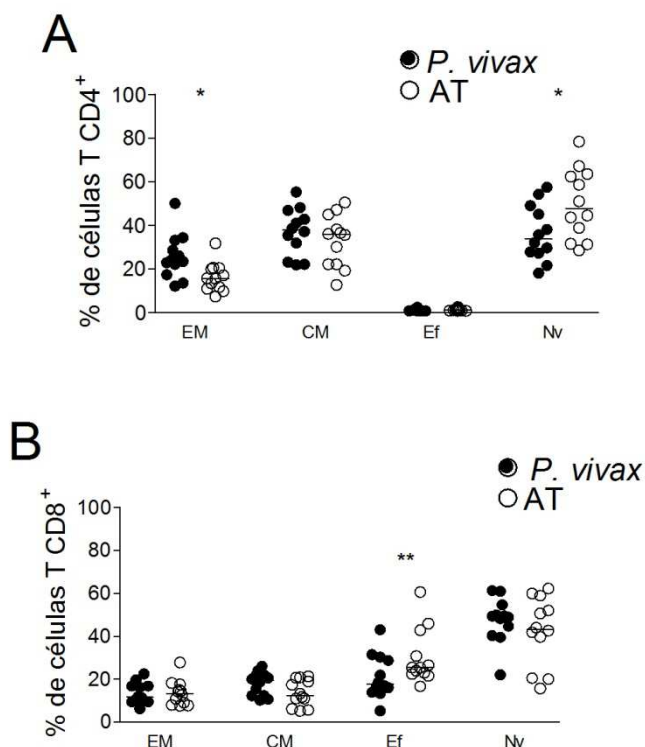 A
P. vivax
AT
% de células T CD4+
100
80
60
40
20
0
*
*
EM
CM
Ef
Nv
B
P. vivax
AT
% de células T CD8+
100
80
60
40
20
0
**
EM
CM
Ef
Nv